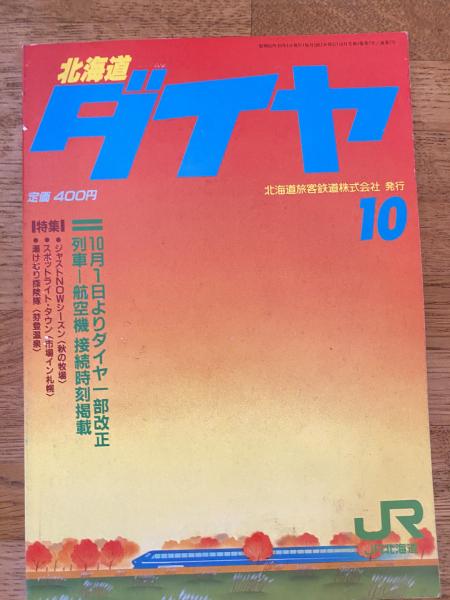 北海道
ダイヤ
定価 400円
北海道旅客鉄道株式会社 発行
10
10月1日よりダイヤ一部改正
列車―航空機 接続時刻掲載
【特集】
●ジャストNOWシーズン〈秋の牧場〉
●スポットライト・タウン〈市場イン札幌〉
●湯けむり探険隊〈芽登温泉〉
JR
JR北海道